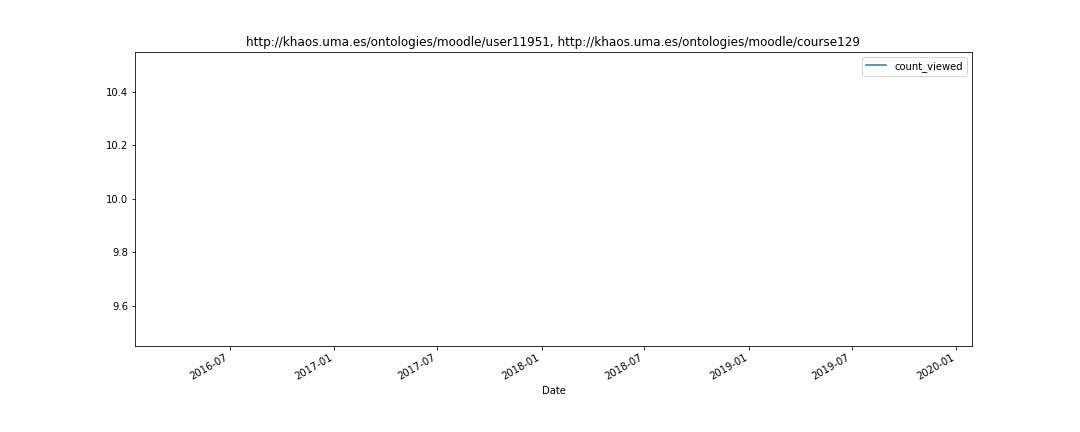 http://khaos.uma.es/ontologies/moodle/user11951, http://khaos.uma.es/ontologies/moodle/course129
count_viewed
10.4
10.2
10.0
9.8
9.6
2016-07 2017-01 2017-07 2018-01 2018-07 2019-01 2019-07 2020-01
Date